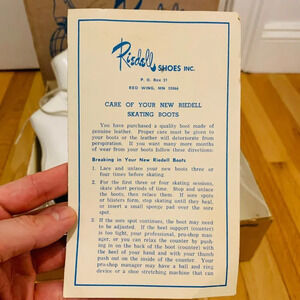 Riedell
SHOES INC.
P. O. Box 21
RED WING, MN 55066
CARE OF YOUR NEW RIEDELL
SKATING BOOTS
You have purchased a quality boot made of
genuine leather. Proper care must be given to
your boots or the leather will deteriorate from
perspiration. If you want many more months
of wear from your boots follow these directions:
Breaking in Your New Riedell Boots
1. Lace and unlace your new boots three or
four times before skating.
2. For the first three or four skating sessions,
skate short periods of time. Stop and unlace
the boots, then relace them. If sore spots
or blisters form, stop skating until they heal,
or insert a small sponge pad over the sore
spot.
3. If the sore spot continues, the boot may need
to be adjusted. If the heel support (counter)
is too tight, your professional, pro-shop man-
ager, or you can relax the counter by push-
ing in on the back of the boot (counter) with
the heel of your hand and with your thumb
push out on the inside of the counter. Your
pro-shop manager may have a ball and ring
device or a shoe stretching machine that can